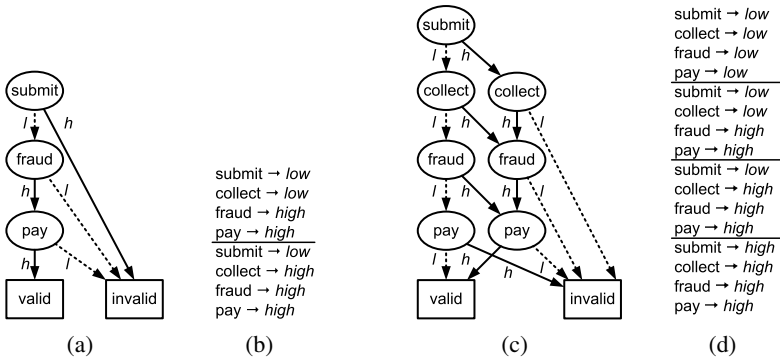 submit
l
h
fraud
h
l
pay
h
l
valid
invalid
(a)
submit → low
collect → low
fraud → high
pay → high
submit → low
collect → high
fraud → high
pay → high
(b)
submit
l
h
collect
collect
l
h
l
fraud
fraud
l
h
h
l
pay
pay
l
h
h
l
valid
invalid
(c)
submit → low
collect → low
fraud → low
pay → low
submit → low
collect → low
fraud → high
pay → high
submit → low
collect → high
fraud → high
pay → high
submit → high
collect → high
fraud → high
pay → high
(d)